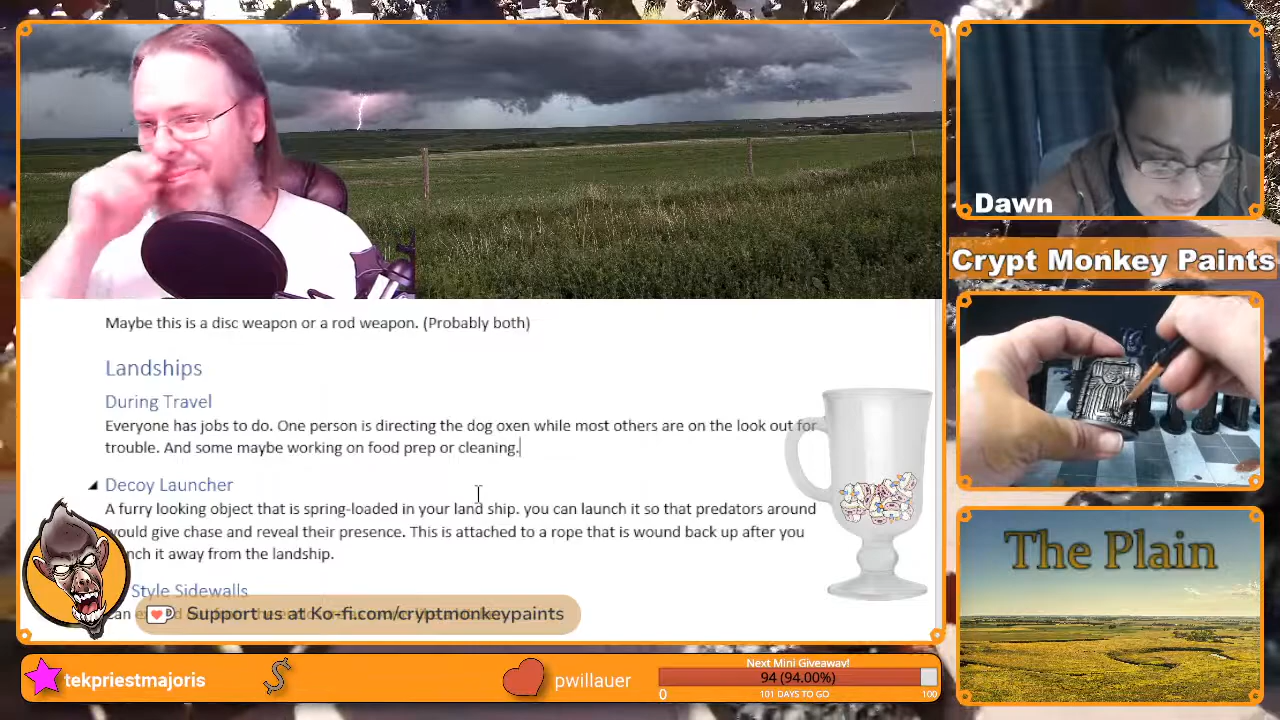 Maybe this is a disc weapon or a rod weapon. (Probably both)
Landships
During Travel
Everyone has jobs to do. One person is directing the dog oxen while most others are on the look out for
trouble. And some maybe working on food prep or cleaning.
Decoy Launcher
A furry looking object that is spring-loaded in your land ship. you can launch it so that predators around
would give chase and reveal their presence. This is attached to a rope that is wound back up after you
it away from the landship.
Style Sidewalls
Support us at Ko-fi.com/cryptmonkeypaints
tekpriestmajoris
$
pwillauer
Next Mini Giveaway!
94 (94.00%)
0
101 DAYS TO GO
100
Dawn
Crypt Monkey Paints
The Plain